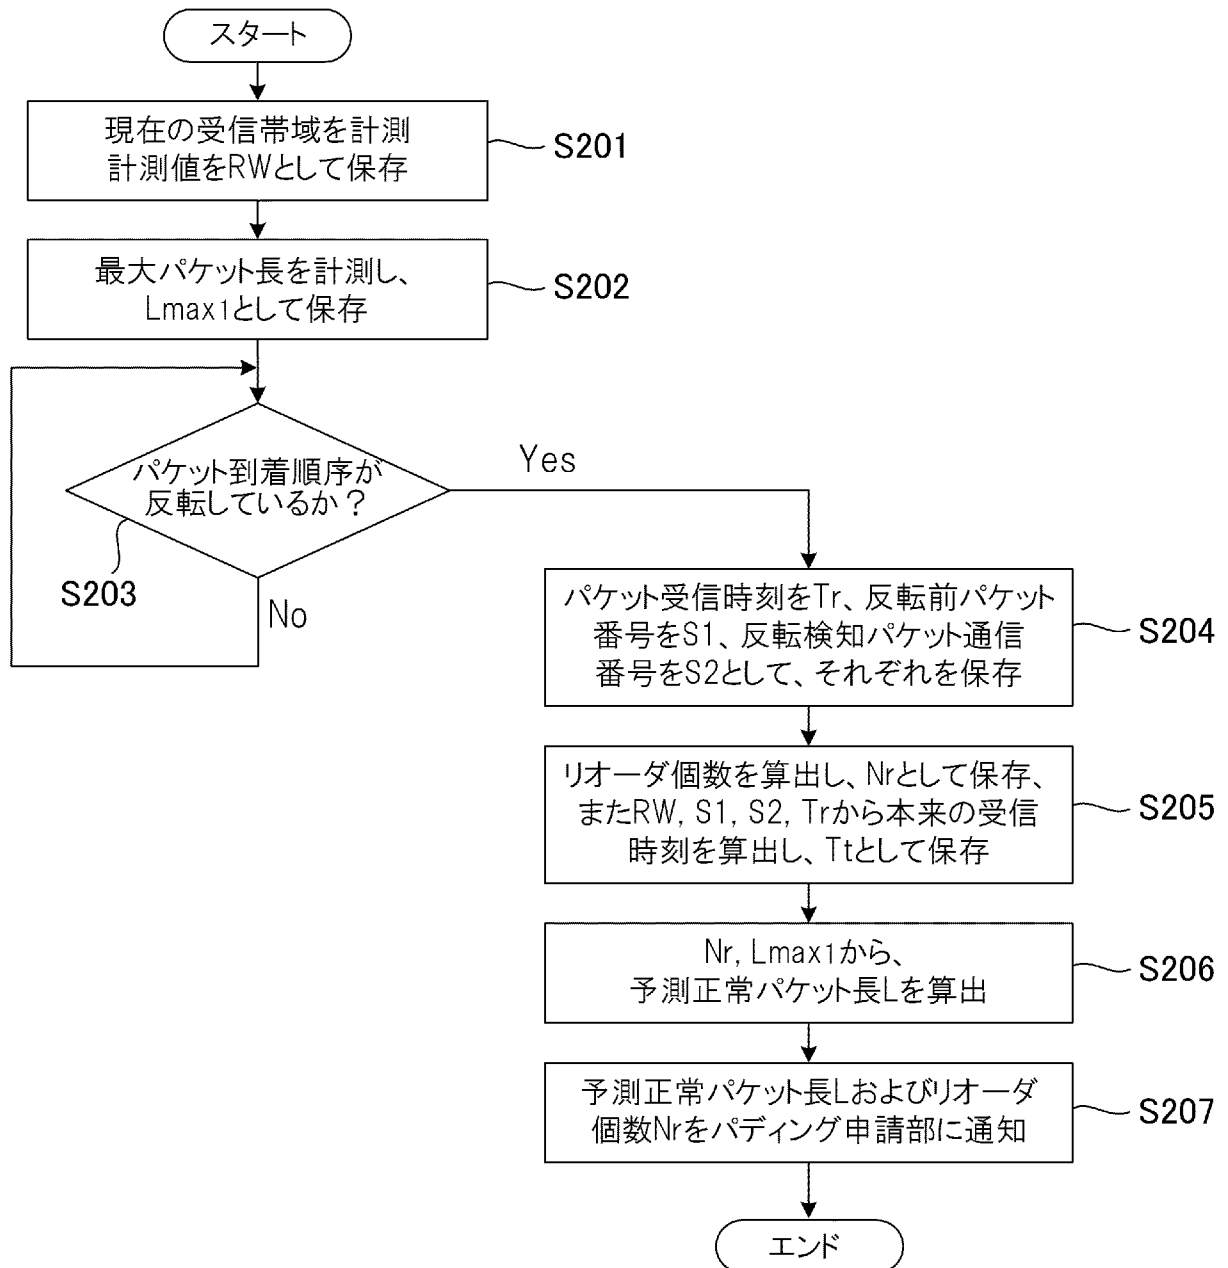 スタート
現在の受信帯域を計測
計測値をRWとして保存
S201
最大パケット長を計測し、
Lmax1として保存
S202
パケット到着順序が
反転しているか？
S203
Yes
No
パケット受信時刻をTr、反転前パケット
番号をS1、反転検知パケット通信
番号をS2として、それぞれを保存
S204
リオーダ個数を算出し、Nrとして保存、
またRW, S1, S2, Trから本来の受信
時刻を算出し、Ttとして保存
S205
Nr, Lmax1から、
予測正常パケット長Lを算出
S206
予測正常パケット長Lおよびリオーダ
個数Nrをパディング申請部に通知
S207
エンド